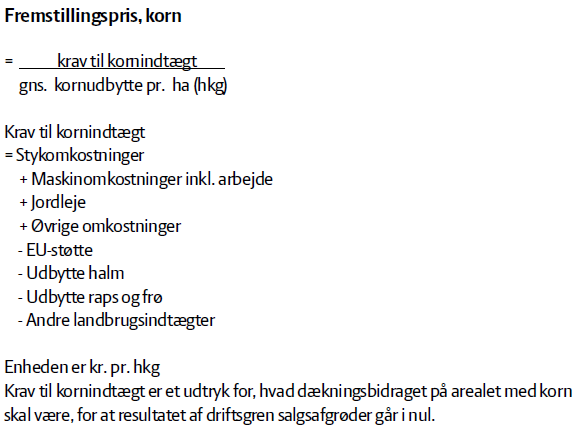 Fremstillingspris, korn
= krav til kornindtægt
gns. kornudbytte pr. ha (hkg)
Krav til kornindtægt
= Stykomkostninger
+ Maskinomkostninger inkl. arbejde
+ Jordleje
+ Øvrige omkostninger
- EU-støtte
- Udbytte halm
- Udbytte raps og frø
- Andre landbrugsindtægter
Enheden er kr. pr. hkg
Krav til kornindtægt er et udtryk for, hvad dækningsbidraget på arealet med korn
skal være, for at resultatet af driftsgren salgsafgrøder går i nul.